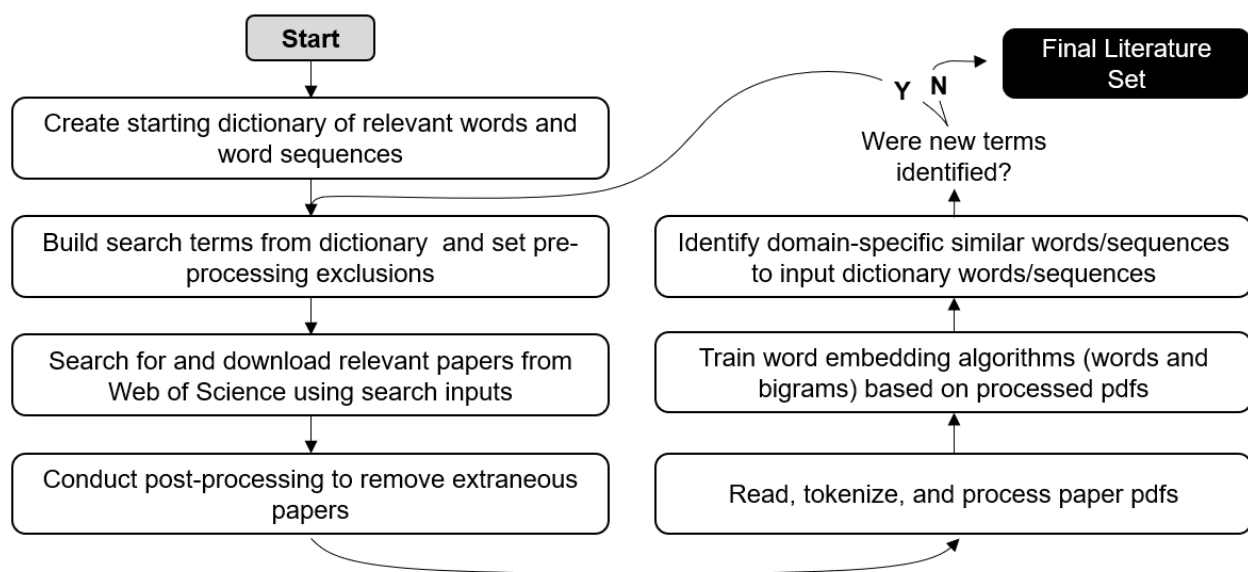 Start
Create starting dictionary of relevant words and
word sequences
Build search terms from dictionary and set pre-
processing exclusions
Search for and download relevant papers from
Web of Science using search inputs
Conduct post-processing to remove extraneous
papers
Read, tokenize, and process paper pdfs
Train word embedding algorithms (words and
bigrams) based on processed pdfs
Identify domain-specific similar words/sequences
to input dictionary words/sequences
Were new terms
identified?
Y N
Final Literature
Set